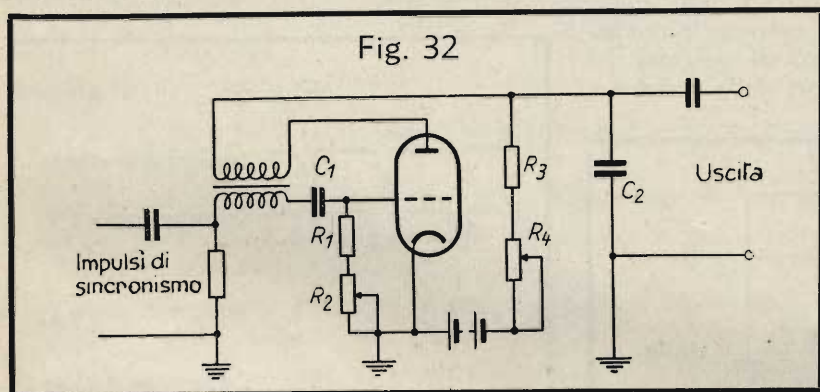 Fig. 32
C1
R3
C2
Uscita
R1
R4
Impulsi di
sincronismo
R2